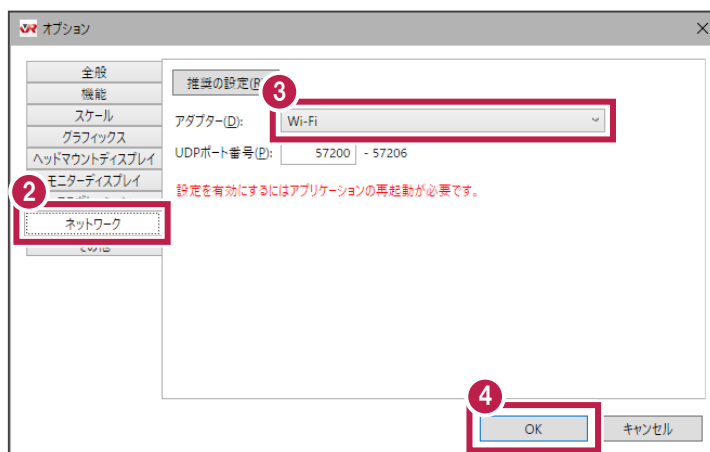 VR オプション
全般
機能
スケール
グラフィックス
ヘッドマウントディスプレイ
モニターディスプレイ
2
ネットワーク
その他
推奨の設定(R)
3
アダプター(D): Wi-Fi
UDPポート番号(P): 57200 - 57206
設定を有効にするにはアプリケーションの再起動が必要です。
4
OK キャンセル